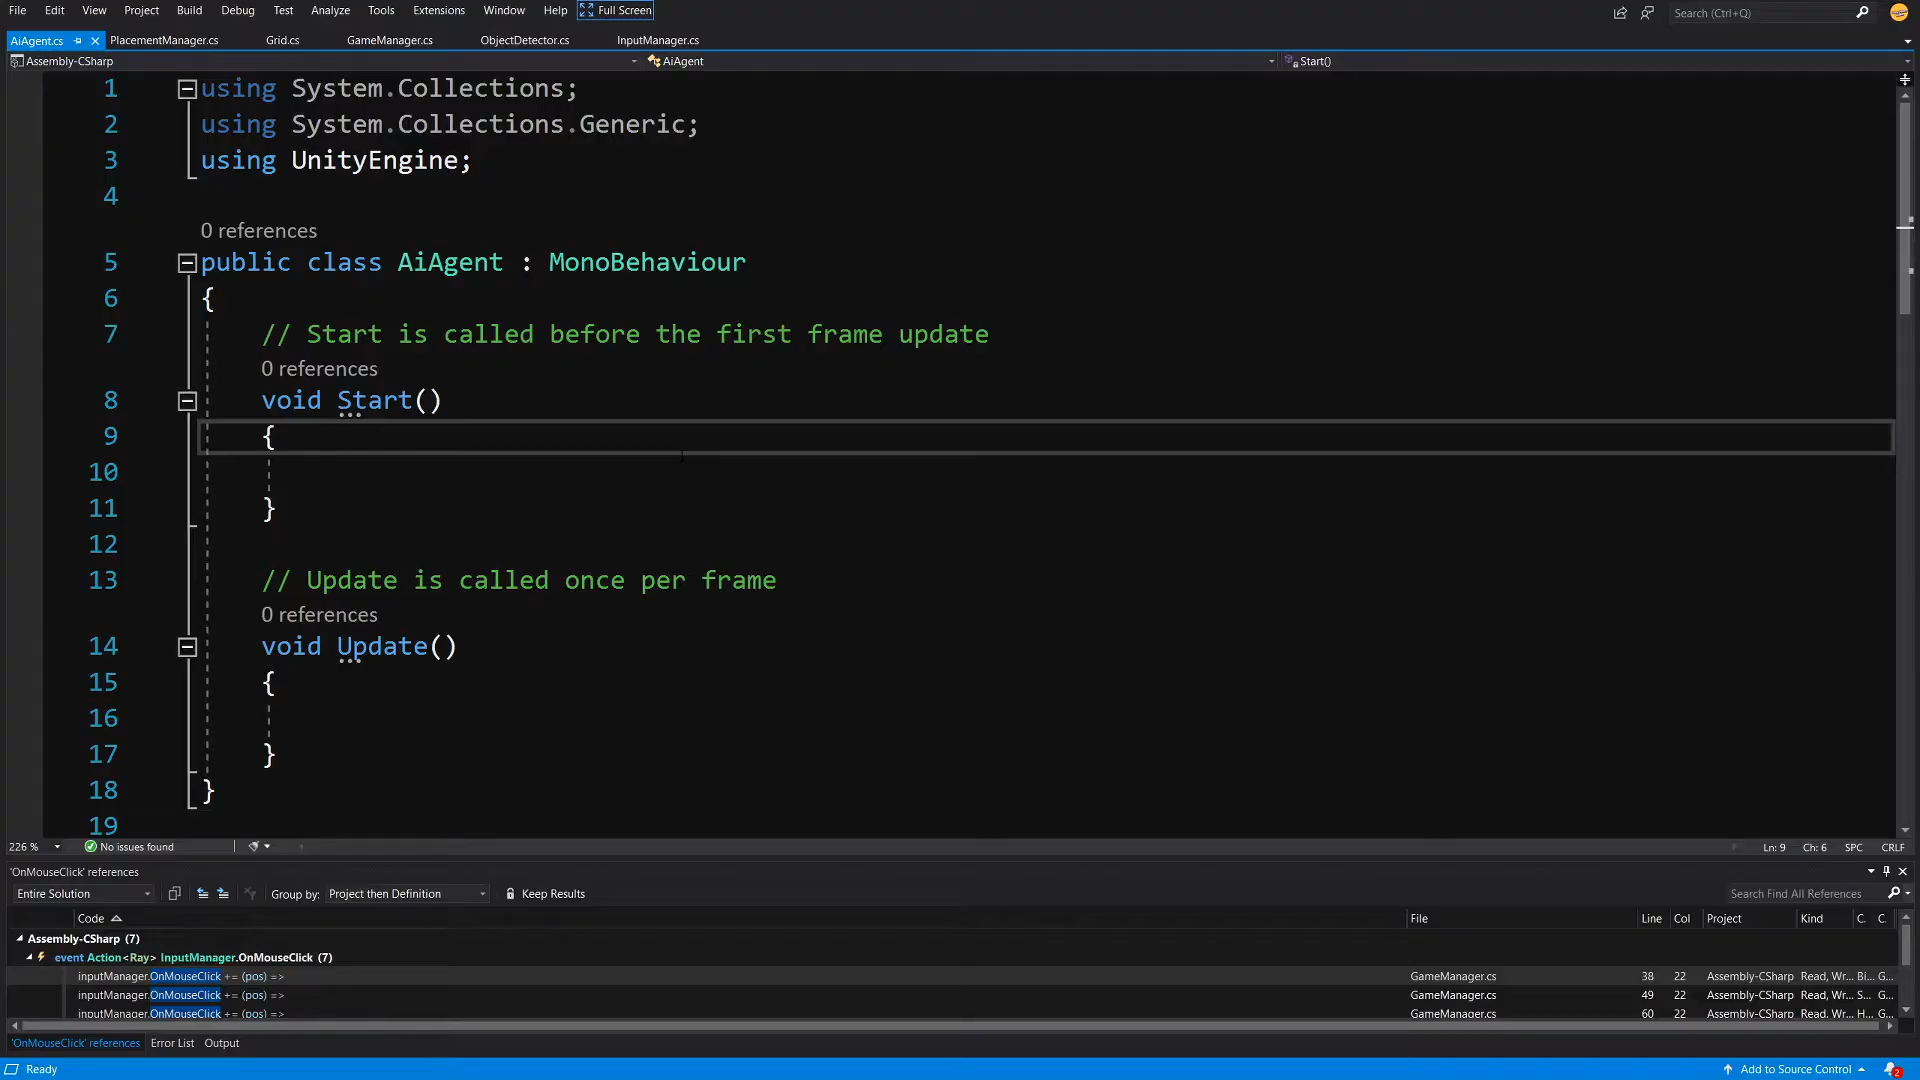 File Edit View Project Build Debug Test Analyze Tools Extensions Window Help Full Screen Search (Ctrl+Q)
AiAgent.cs PlacementManager.cs Grid.cs GameManager.cs ObjectDetector.cs InputManager.cs
Assembly-CSharp AiAgent Start()
1 using System.Collections;
2 using System.Collections.Generic;
3 using UnityEngine;
4
0 references
5 public class AiAgent : MonoBehaviour
6 {
7 // Start is called before the first frame update
0 references
8 void Start()
9 {
10
11 }
12
13 // Update is called once per frame
0 references
14 void Update()
15 {
16
17 }
18 }
19
226 % No issues found Ln: 9 Ch: 6 SPC CRLF
'OnMouseClick' references
Entire Solution Group by: Project then Definition Keep Results Search Find All References
Code File Line Col Project Kind C. C.
Assembly-CSharp (7)
event Action<Ray> InputManager.OnMouseClick (7)
inputManager.OnMouseClick += (pos) => GameManager.cs 38 22 Assembly-CSharp Read, Wr... Bi... G...
inputManager.OnMouseClick += (pos) => GameManager.cs 49 22 Assembly-CSharp Read, Wr... S... G...
inputManager.OnMouseClick += (pos) => GameManager.cs 60 22 Assembly-CSharp Read, Wr... H... G...
'OnMouseClick' references Error List Output
Ready Add to Source Control 2